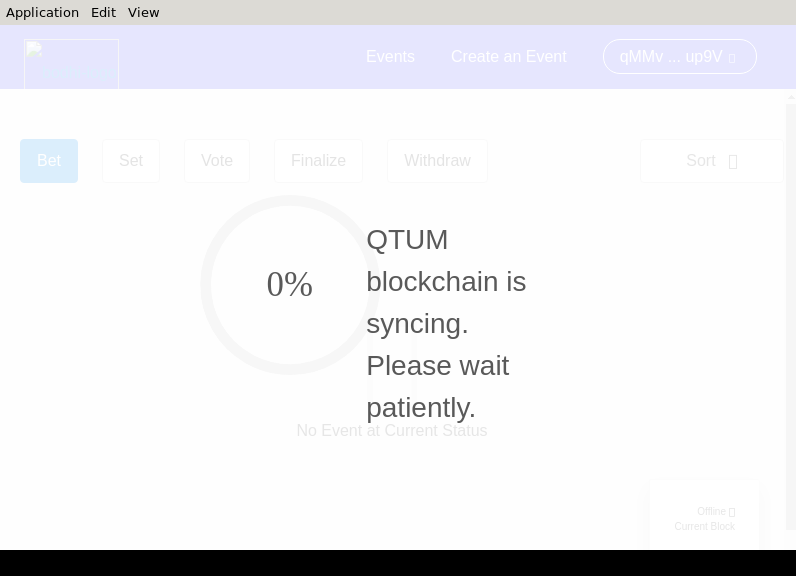 Application Edit View
Events Create an Event qMMv ... up9V
Bet Set Vote Finalize Withdraw Sort
0%
QTUM
blockchain is
syncing.
Please wait
patiently.
No Event at Current Status
Offline
Current Block